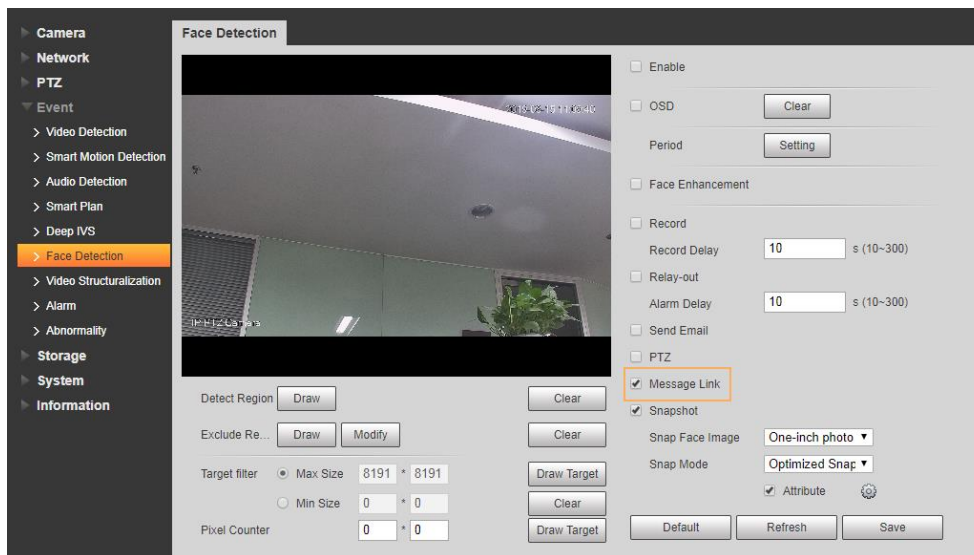 Camera
Network
PTZ
Event
Video Detection
Smart Motion Detection
Audio Detection
Smart Plan
Deep IVS
Face Detection
Video Structuralization
Alarm
Abnormality
Storage
System
Information
Face Detection
IP PTZ Camera
Detect Region Draw Clear
Exclude Re... Draw Modify Clear
Target filter Max Size 8191 * 8191 Draw Target
Min Size 0 * 0 Clear
Pixel Counter 0 * 0 Draw Target
Enable
OSD Clear
Period Setting
Face Enhancement
Record
Record Delay 10 s (10~300)
Relay-out
Alarm Delay 10 s (10~300)
Send Email
PTZ
Message Link
Snapshot
Snap Face Image One-inch photo
Snap Mode Optimized Snap
Attribute
Default Refresh Save